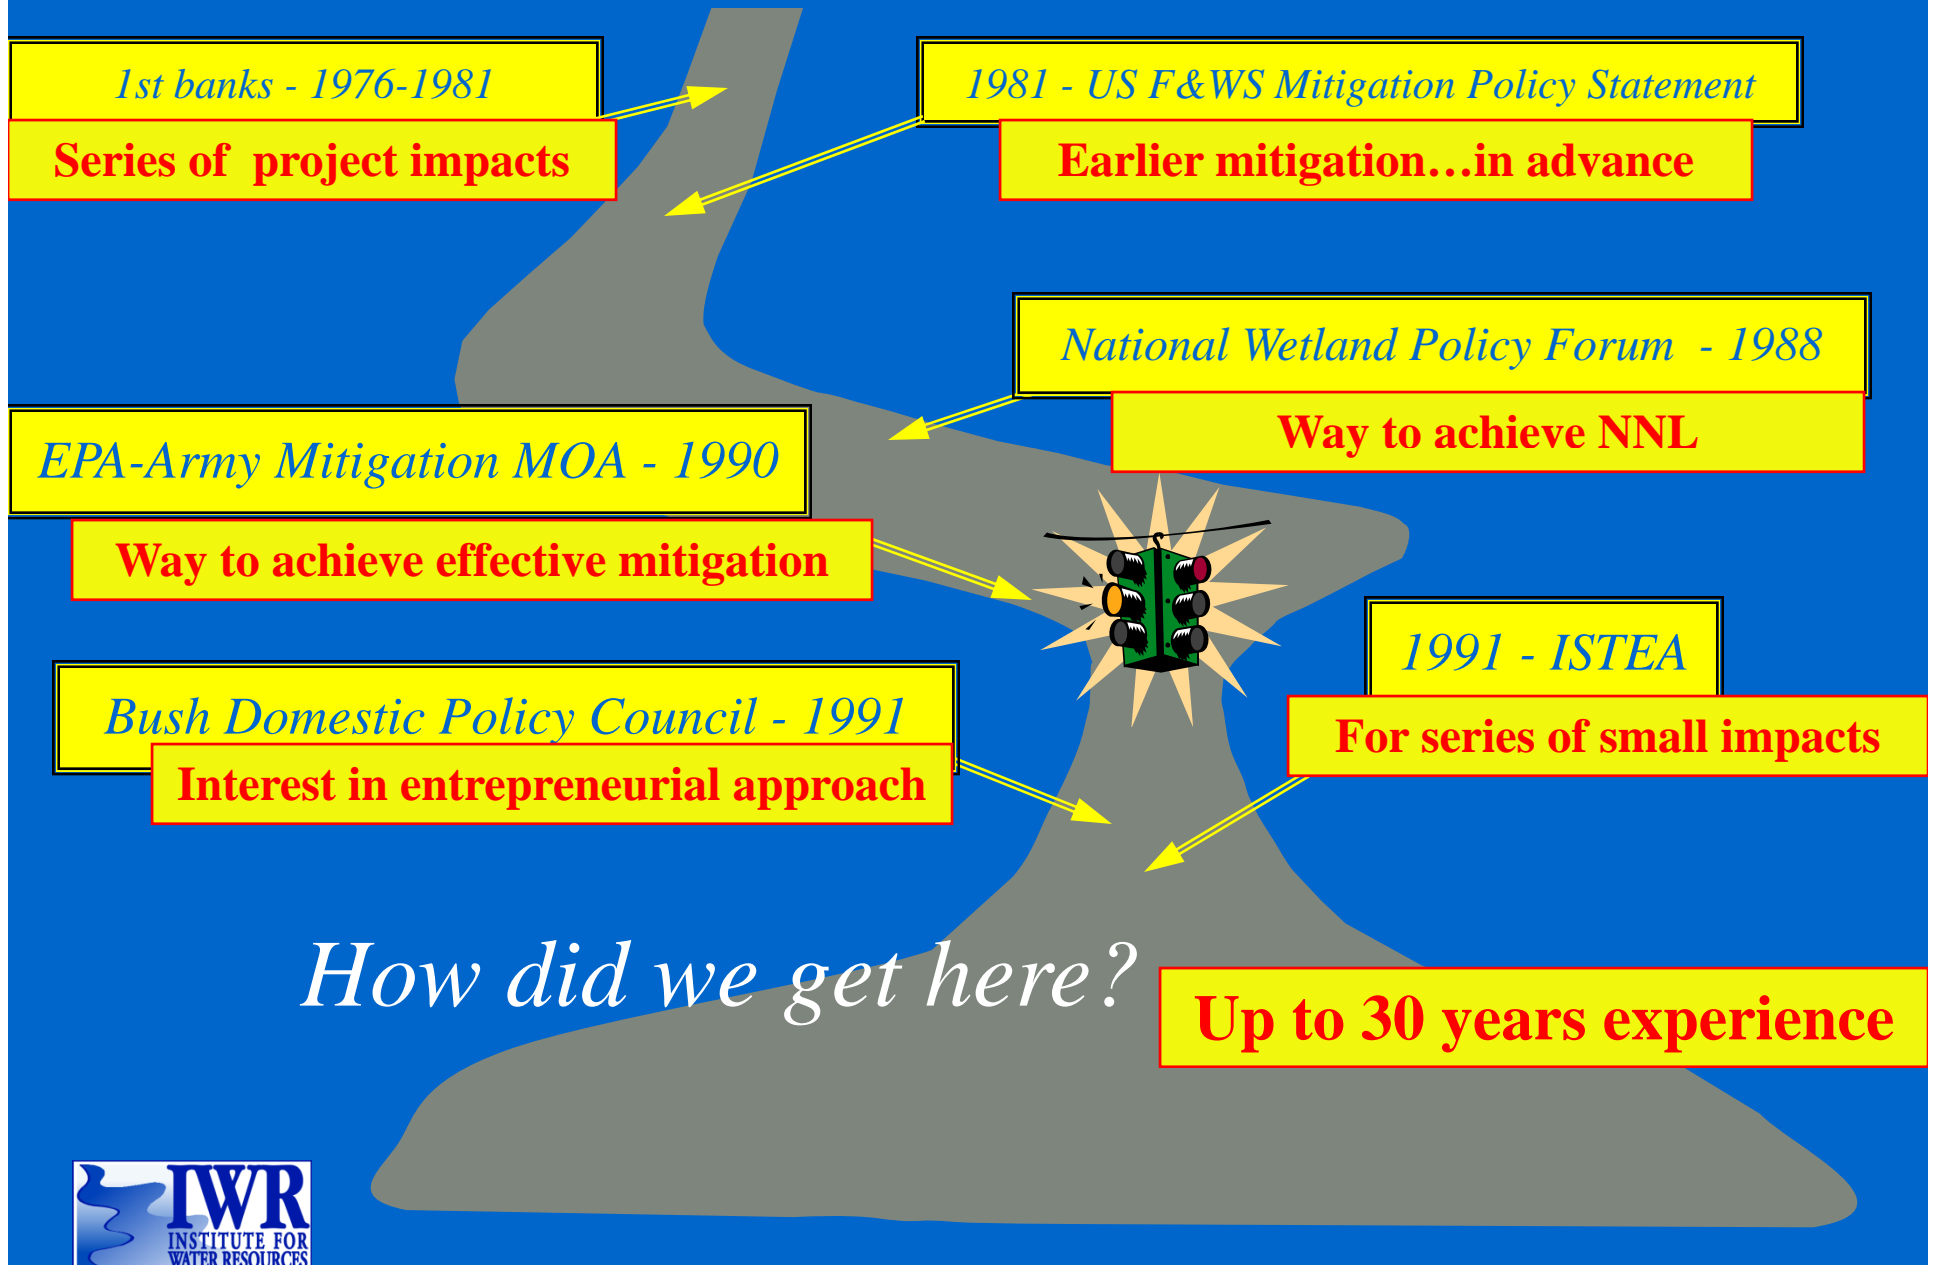 1st banks - 1976-1981
Series of project impacts
1981 - US F&WS Mitigation Policy Statement
Earlier mitigation…in advance
National Wetland Policy Forum - 1988
Way to achieve NNL
EPA-Army Mitigation MOA - 1990
Way to achieve effective mitigation
1991 - ISTEA
For series of small impacts
Bush Domestic Policy Council - 1991
Interest in entrepreneurial approach
How did we get here?
Up to 30 years experience
IWR
INSTITUTE FOR
WATER RESOURCES